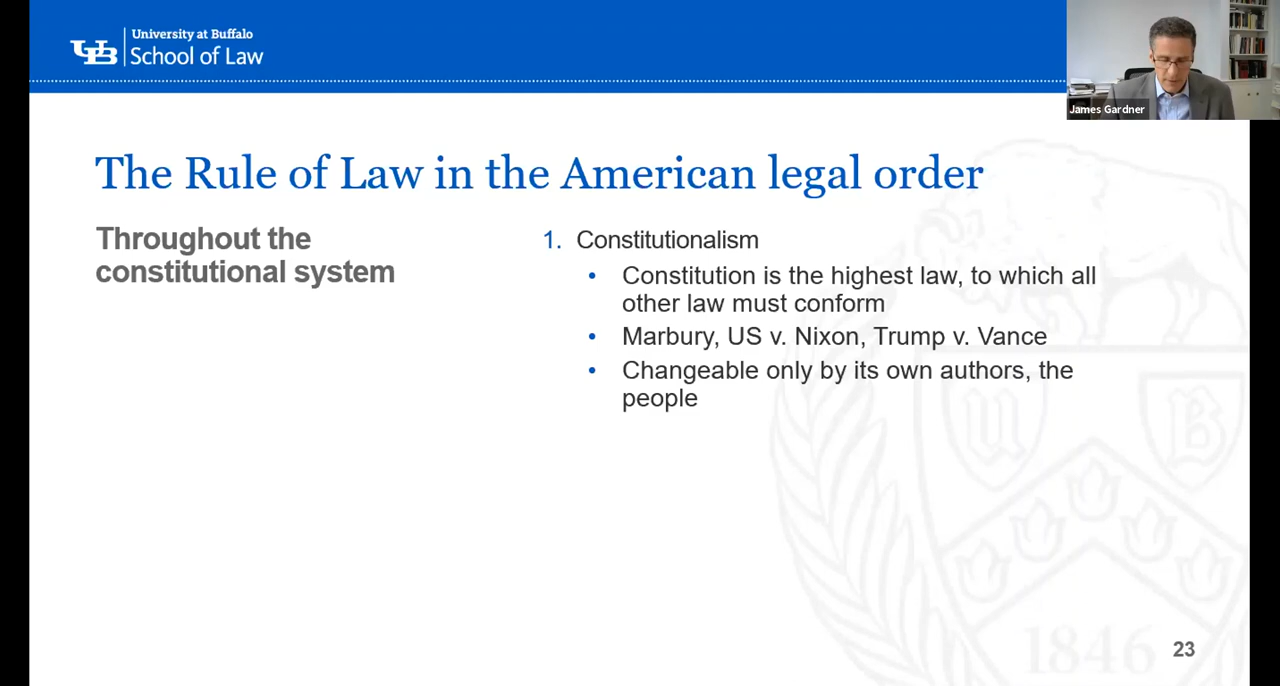 University at Buffalo
UB School of Law
James Gardner
The Rule of Law in the American legal order
Throughout the
constitutional system
1. Constitutionalism
• Constitution is the highest law, to which all
other law must conform
• Marbury, US v. Nixon, Trump v. Vance
• Changeable only by its own authors, the
people
U B
1846
23